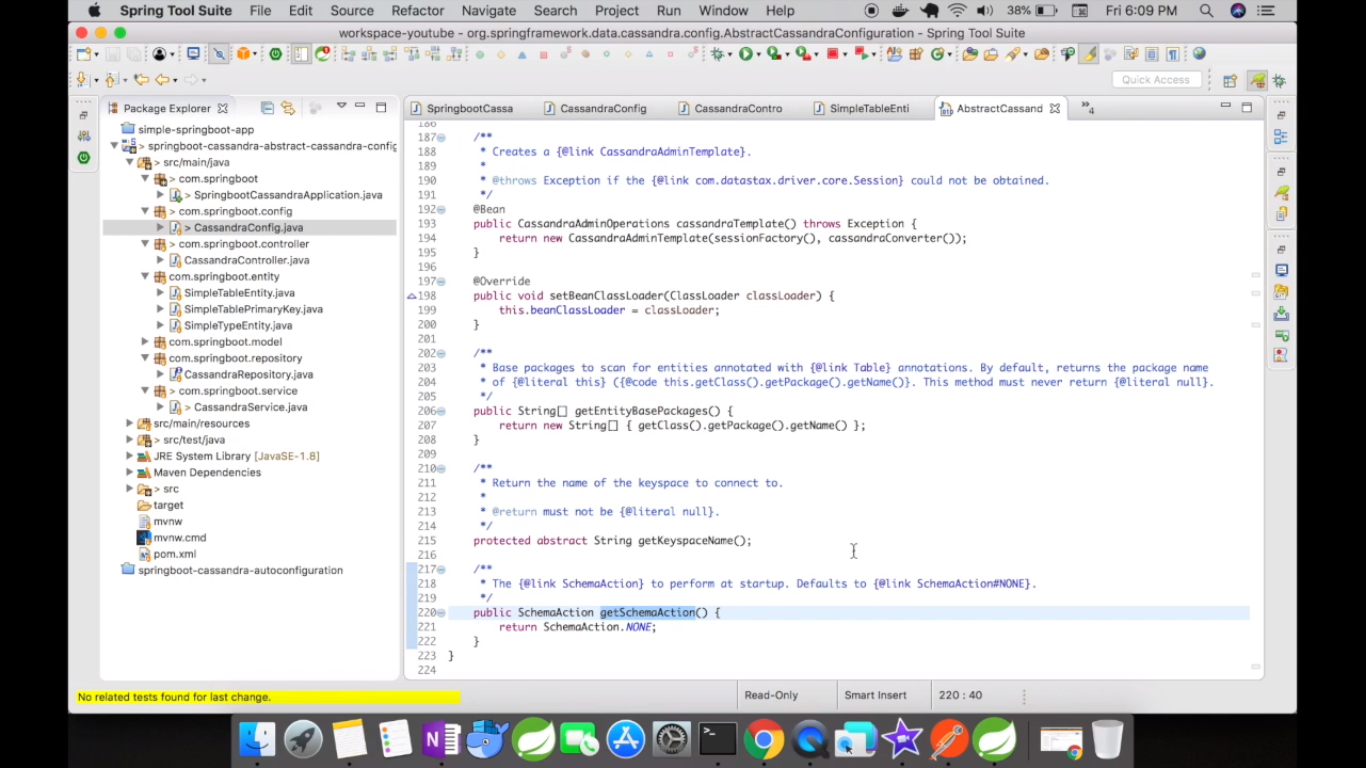 Spring Tool Suite File Edit Source Refactor Navigate Search Project Run Window Help 38% Fri 6:09 PM
workspace-youtube - org.springframework.data.cassandra.config.AbstractCassandraConfiguration - Spring Tool Suite
Quick Access
Package Explorer
simple-springboot-app
springboot-cassandra-abstract-cassandra-config
> src/main/java
> com.springboot
> SpringbootCassandraApplication.java
> com.springboot.config
> CassandraConfig.java
> com.springboot.controller
CassandraController.java
com.springboot.entity
SimpleTableEntity.java
SimpleTablePrimaryKey.java
SimpleTypeEntity.java
com.springboot.model
com.springboot.repository
CassandraRepository.java
> com.springboot.service
> CassandraService.java
src/main/resources
> src/test/java
JRE System Library [JavaSE-1.8]
Maven Dependencies
> src
target
mvnw
mvnw.cmd
pom.xml
springboot-cassandra-autoconfiguration
SpringbootCassa CassandraConfig CassandraContro SimpleTableEnti AbstractCassand »4
186
187 /**
188 * Creates a {@link CassandraAdminTemplate}.
189 *
190 * @throws Exception if the {@link com.datastax.driver.core.Session} could not be obtained.
191 */
192 @Bean
193 public CassandraAdminOperations cassandraTemplate() throws Exception {
194 return new CassandraAdminTemplate(sessionFactory(), cassandraConverter());
195 }
196
197 @Override
198 public void setBeanClassLoader(ClassLoader classLoader) {
199 this.beanClassLoader = classLoader;
200 }
201
202 /**
203 * Base packages to scan for entities annotated with {@link Table} annotations. By default, returns the package name
204 * of {@literal this} ({@code this.getClass().getPackage().getName()}. This method must never return {@literal null}.
205 */
206 public String[] getEntityBasePackages() {
207 return new String[] { getClass().getPackage().getName() };
208 }
209
210 /**
211 * Return the name of the keyspace to connect to.
212 *
213 * @return must not be {@literal null}.
214 */
215 protected abstract String getKeyspaceName();
216
217 /**
218 * The {@link SchemaAction} to perform at startup. Defaults to {@link SchemaAction#NONE}.
219 */
220 public SchemaAction getSchemaAction() {
221 return SchemaAction.NONE;
222 }
223 }
224
No related tests found for last change.
Read-Only Smart Insert 220 : 40